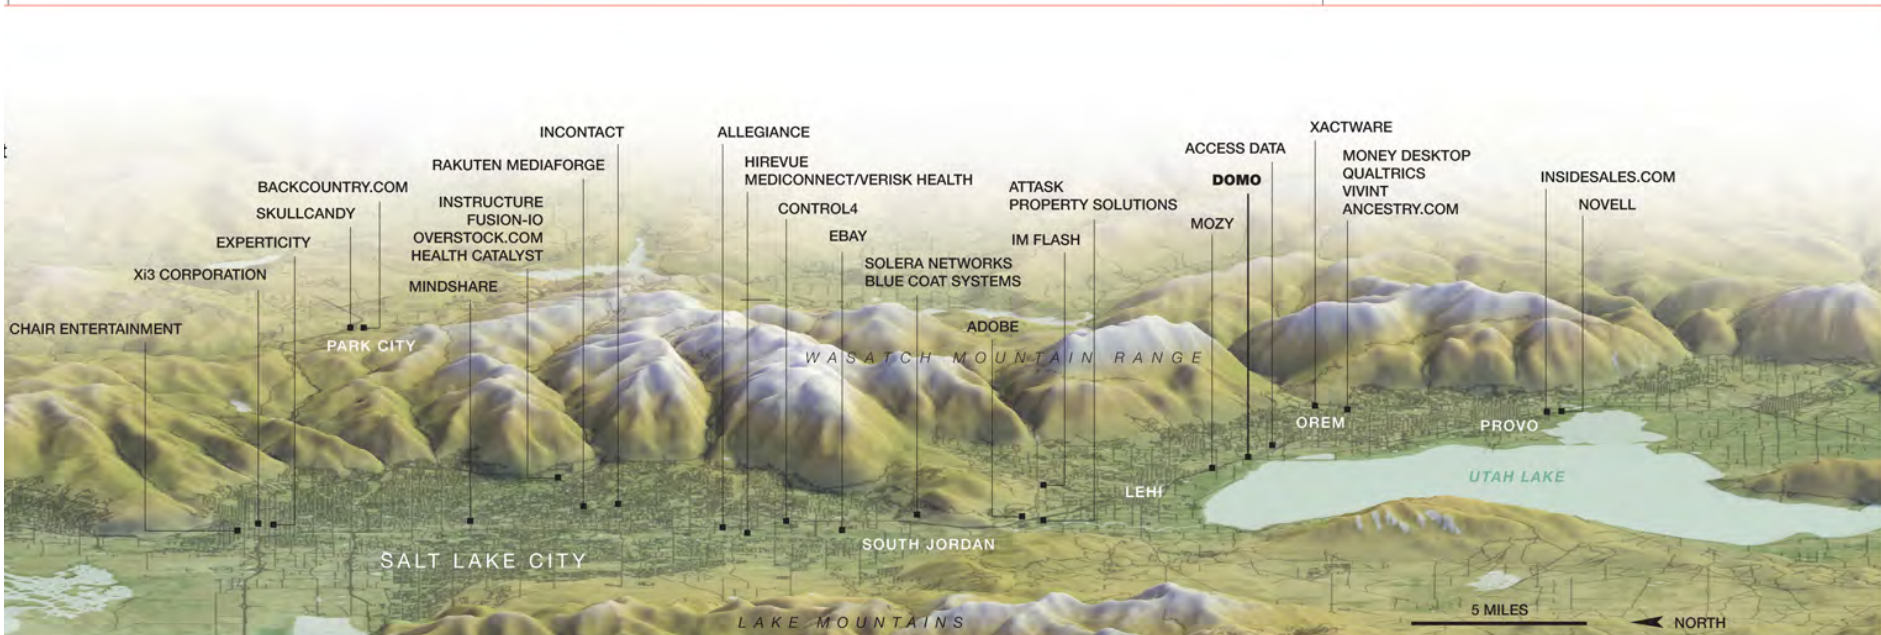 INCONTACT
ALLEGIANCE
XACTWARE
RAKUTEN MEDIAFORGE
HIREVUE
MEDICONNECT/VERISK HEALTH
ACCESS DATA
MONEY DESKTOP
QUALTRICS
VIVINT
ANCESTRY.COM
BACKCOUNTRY.COM
SKULLCANDY
EXPERTICITY
Xi3 CORPORATION
CHAIR ENTERTAINMENT
INSTRUCTURE
FUSION-IO
OVERSTOCK.COM
HEALTH CATALYST
MINDSHARE
CONTROL4
EBAY
SOLERA NETWORKS
BLUE COAT SYSTEMS
ATTASK
PROPERTY SOLUTIONS
IM FLASH
ADOBE
DOMO
MOZY
INSIDESALES.COM
NOVELL
PARK CITY
WASATCH MOUNTAIN RANGE
OREM
PROVO
UTAH LAKE
LEHI
SOUTH JORDAN
SALT LAKE CITY
LAKE MOUNTAINS
5 MILES
NORTH